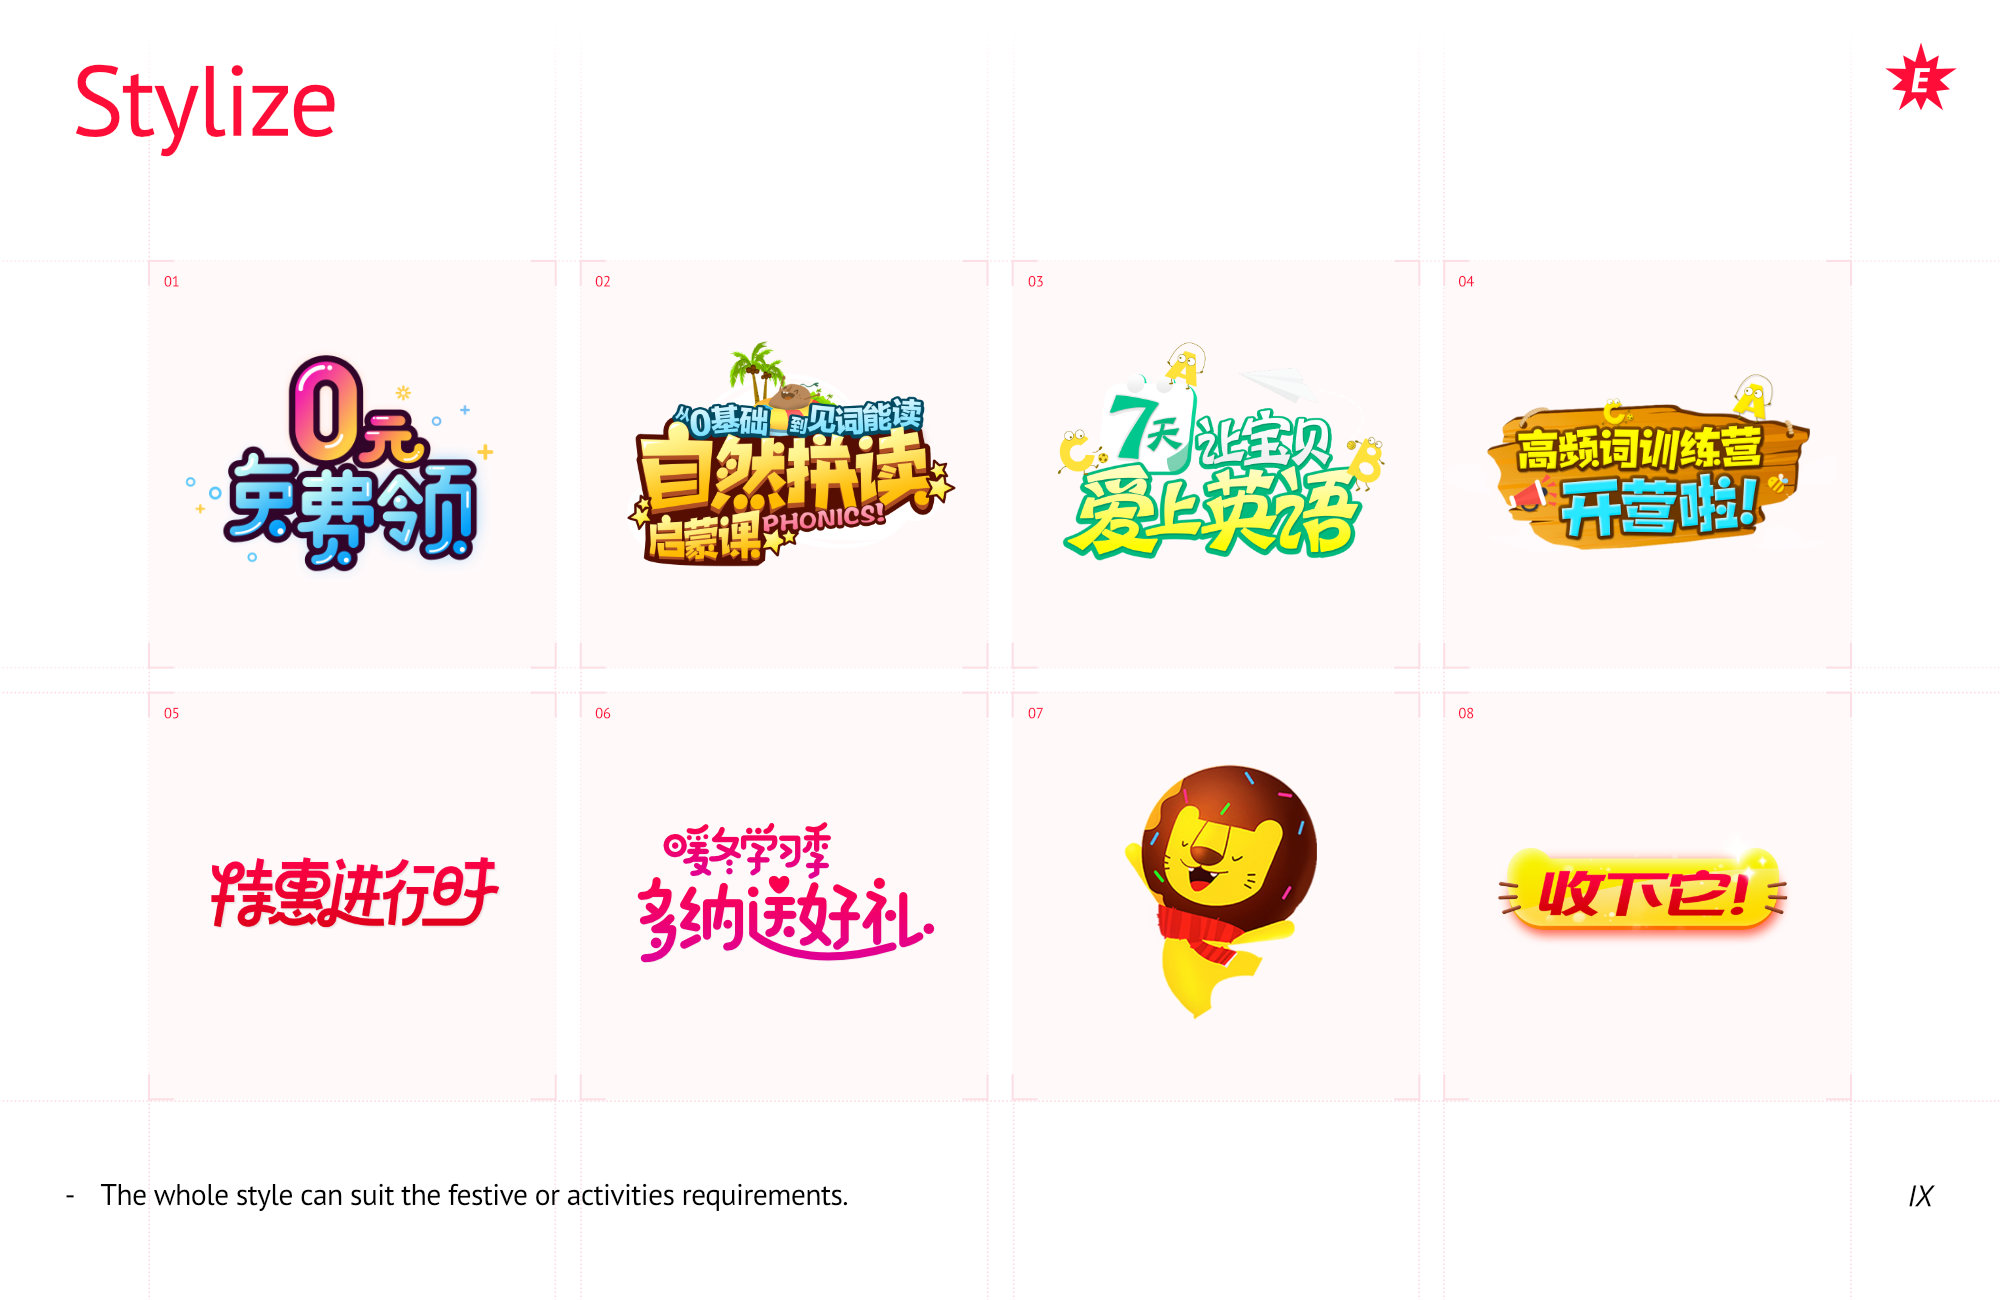 Stylize
E
01
0元
免费领
02
从0基础到见词能读
自然拼读
启蒙课 PHONICS!
03
A
7天 让宝贝
C
B
爱上英语
04
A
C
高频词训练营
开营啦!
05
特惠进行时
06
暖冬学习季
多纳送好礼
07
08
收下它!
- The whole style can suit the festive or activities requirements.
IX